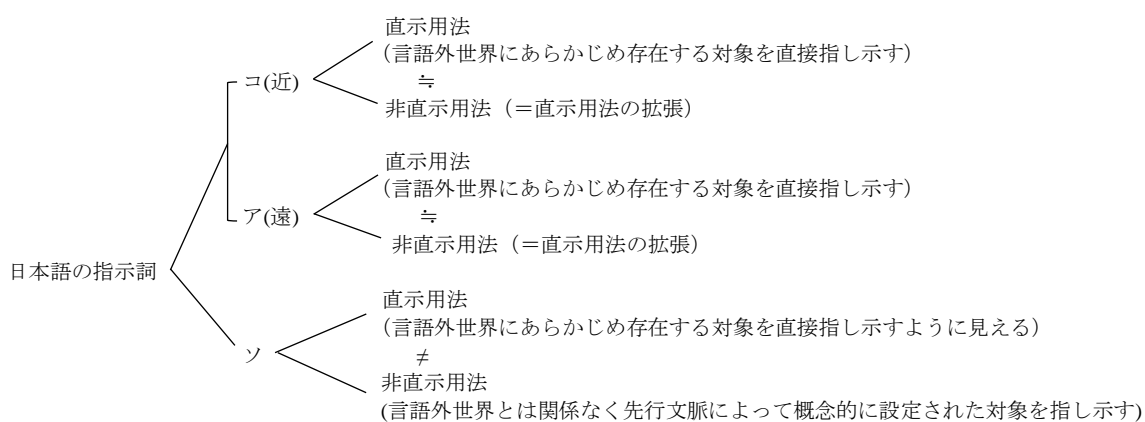 直示用法
（言語外世界にあらかじめ存在する対象を直接指し示す）
コ(近)
≒
非直示用法（＝直示用法の拡張）
直示用法
（言語外世界にあらかじめ存在する対象を直接指し示す）
ア(遠)
≒
非直示用法（＝直示用法の拡張）
日本語の指示詞
直示用法
（言語外世界にあらかじめ存在する対象を直接指し示すように見える）
ソ
≠
非直示用法
(言語外世界とは関係なく先行文脈によって概念的に設定された対象を指し示す)